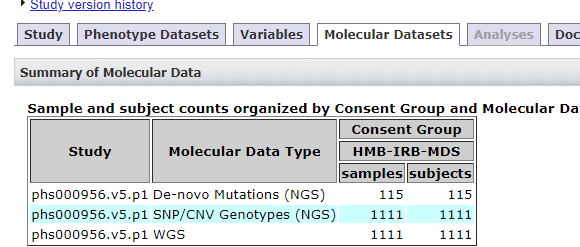 Study version history
Study Phenotype Datasets Variables Molecular Datasets Analyses Doc
Summary of Molecular Data
Sample and subject counts organized by Consent Group and Molecular Da
Study Molecular Data Type Consent Group
HMB-IRB-MDS
samples subjects
phs000956.v5.p1 De-novo Mutations (NGS) 115 115
phs000956.v5.p1 SNP/CNV Genotypes (NGS) 1111 1111
phs000956.v5.p1 WGS 1111 1111